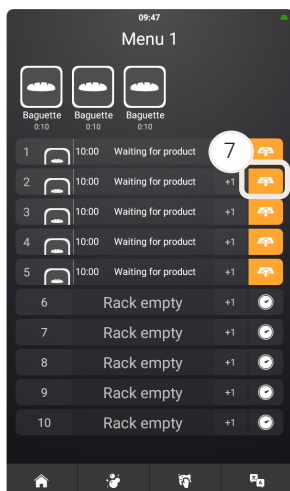 09:47
Menu 1
Baguette Baguette Baguette
0:10 0:10 0:10
1 10:00 Waiting for product 7
2 10:00 Waiting for product +1
3 10:00 Waiting for product +1
4 10:00 Waiting for product +1
5 10:00 Waiting for product +1
6 Rack empty +1
7 Rack empty +1
8 Rack empty +1
9 Rack empty +1
10 Rack empty +1
A